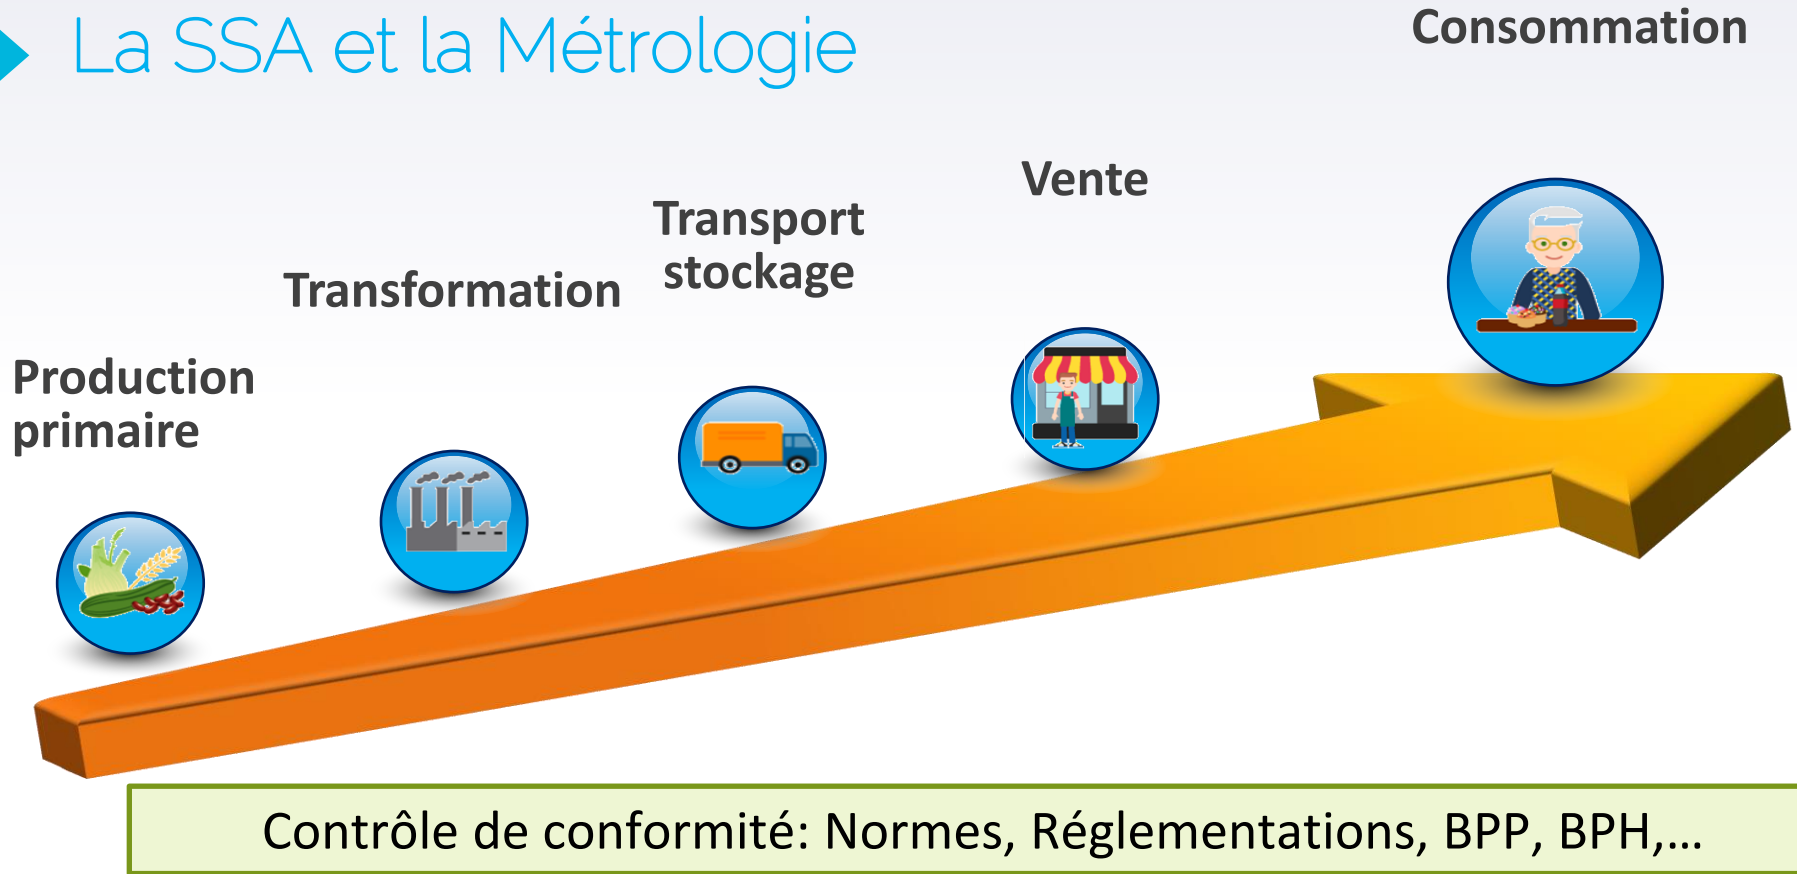 La SSA et la Métrologie
Consommation
Vente
Transport
stockage
Transformation
Production
primaire
Contrôle de conformité: Normes, Réglementations, BPP, BPH,...